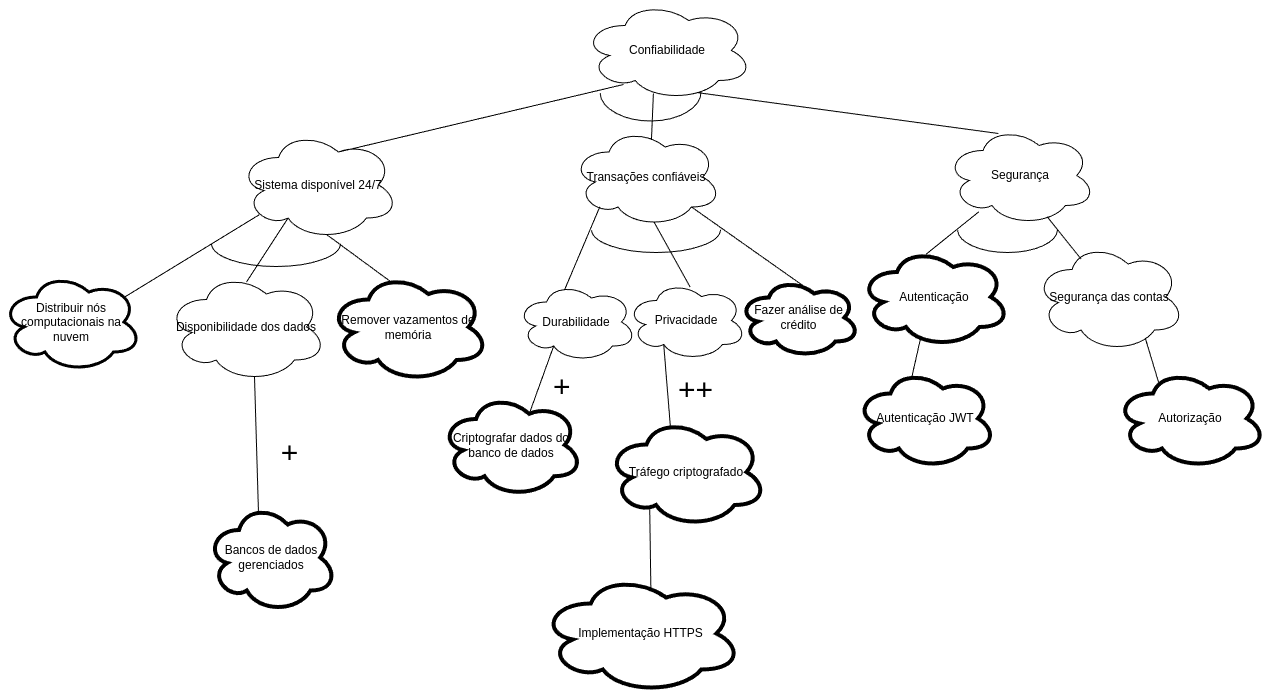 Confiabilidade
Sistema disponível 24/7
Transações confiáveis
Segurança
Distribuir nós
computacionais na
nuvem
Disponibilidade dos dados
Remover vazamentos de
memória
Durabilidade
Privacidade
Fazer análise de
crédito
Autenticação
Segurança das contas
+
++
+
Criptografar dados do
banco de dados
Tráfego criptografado
Autenticação JWT
Autorização
Bancos de dados
gerenciados
Implementação HTTPS